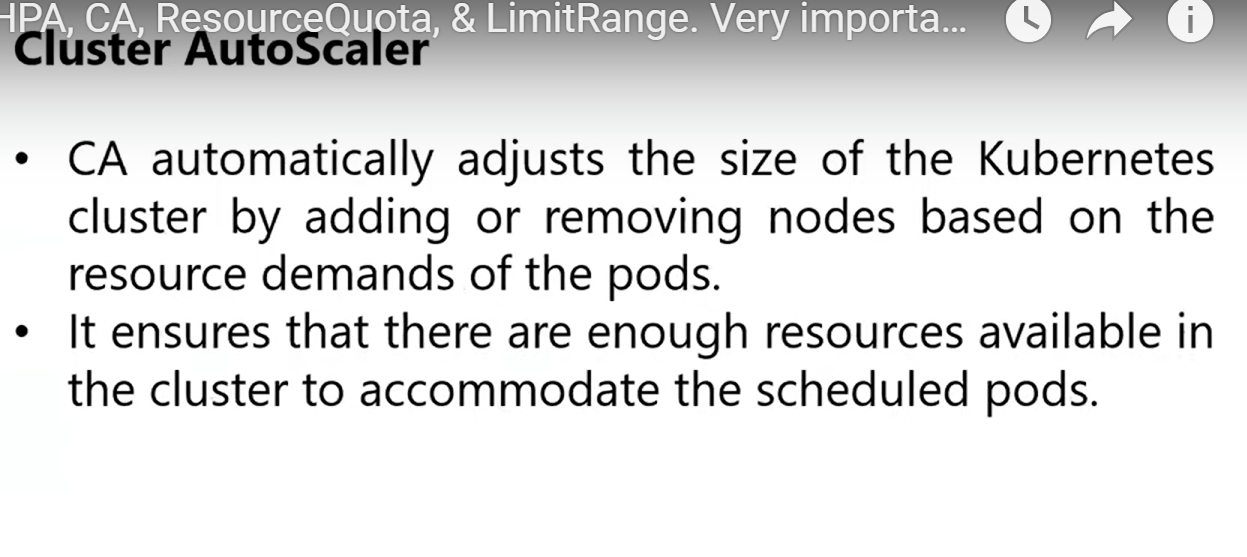 HPA, CA, ResourceQuota, & LimitRange. Very importa...
Cluster AutoScaler
• CA automatically adjusts the size of the Kubernetes
cluster by adding or removing nodes based on the
resource demands of the pods.
• It ensures that there are enough resources available in
the cluster to accommodate the scheduled pods.